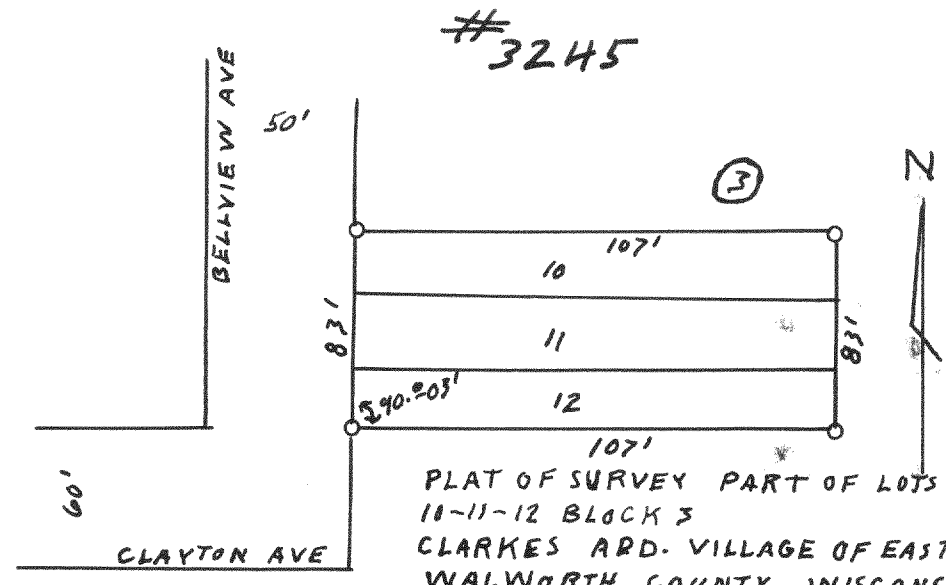 #3245
BELLVIEW AVE
50'
3
N
107'
10
83'
11
83'
90.°-03'
12
107'
60'
PLAT OF SURVEY PART OF LOTS
10-11-12 BLOCK 3
CLAYTON AVE
CLARKES ADD. VILLAGE OF EAST
WALWORTH COUNTY, WISCONS